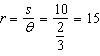 r = s/θ = 10/(2/3) = 15